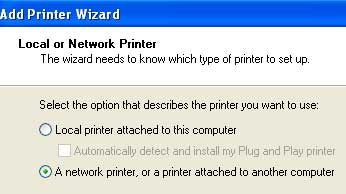 Add Printer Wizard
Local or Network Printer
The wizard needs to know which type of printer to set up.
Select the option that describes the printer you want to use:
Local printer attached to this computer
Automatically detect and install my Plug and Play printer
A network printer, or a printer attached to another computer